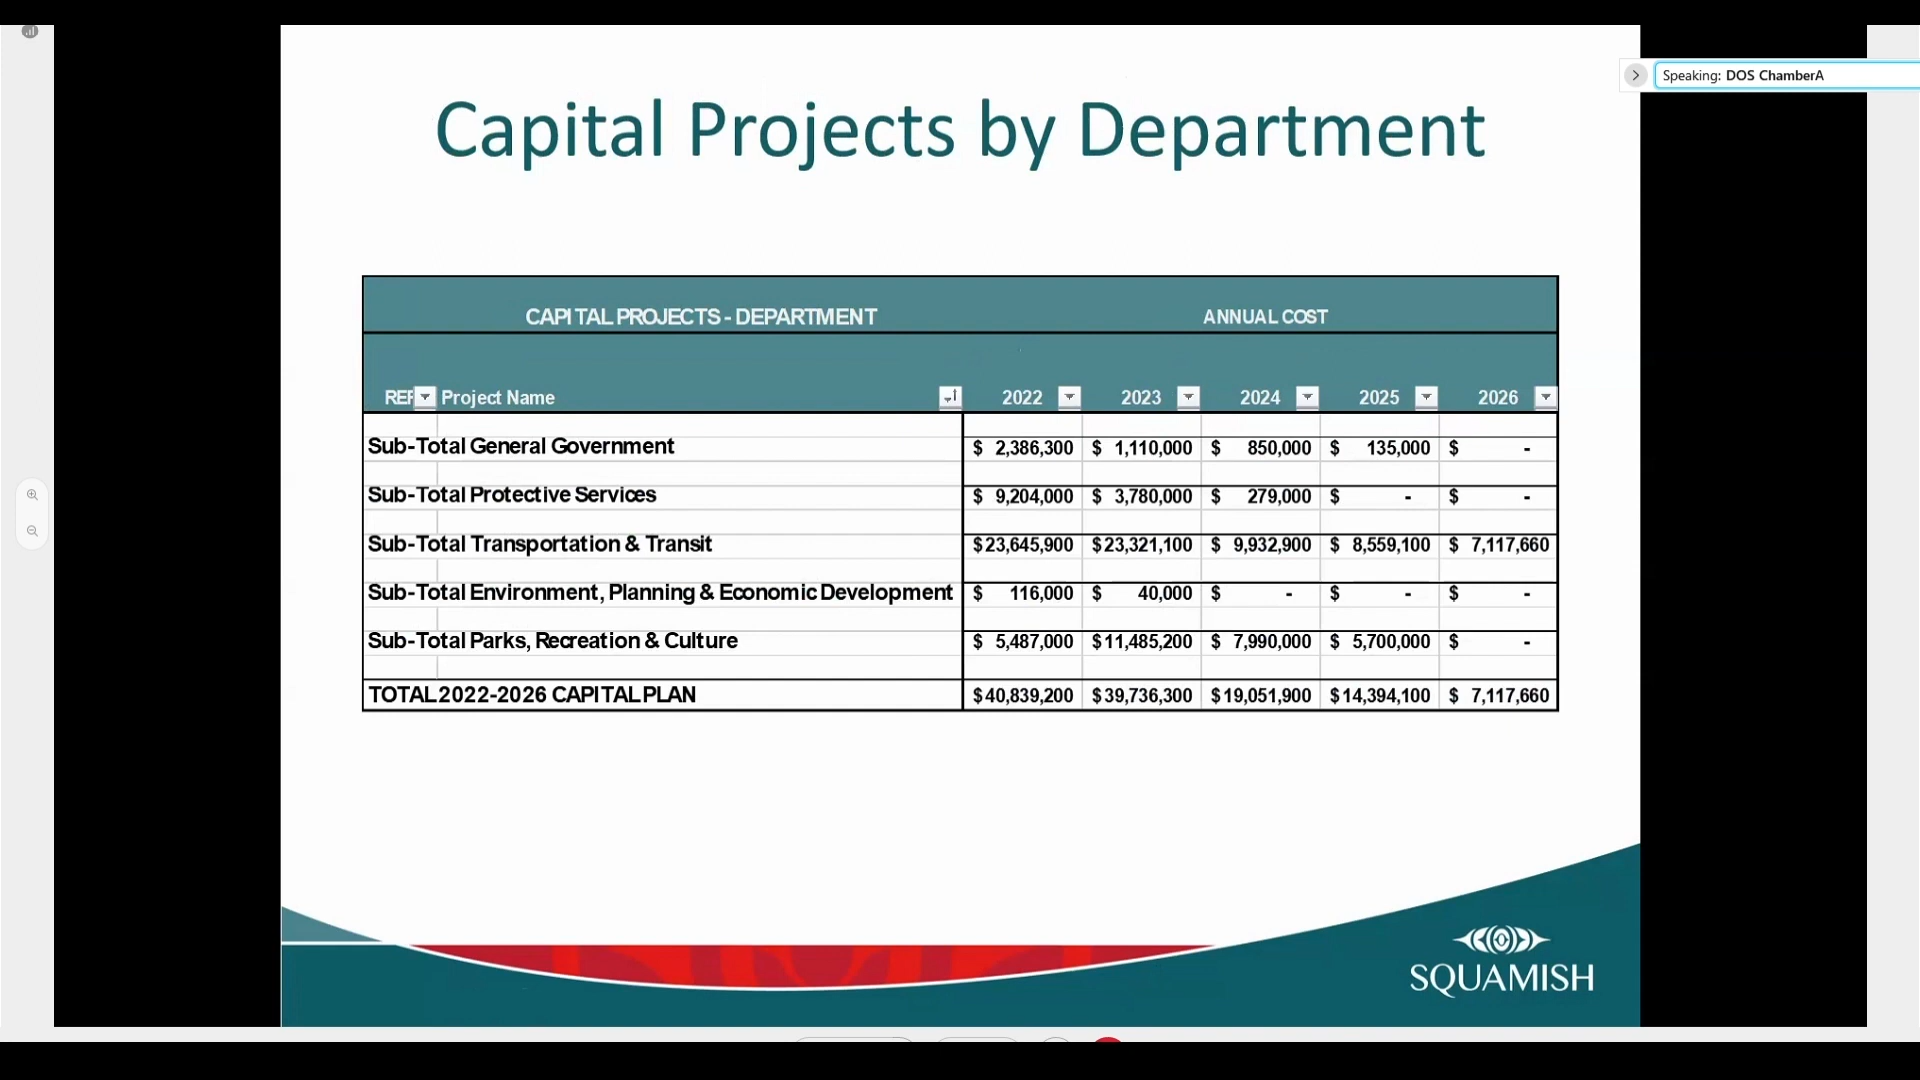 Speaking: DOS ChamberA
Capital Projects by Department
CAPITAL PROJECTS - DEPARTMENT ANNUAL COST
REF Project Name 2022 2023 2024 2025 2026
Sub-Total General Government $ 2,386,300 $ 1,110,000 $ 850,000 $ 135,000 $ -
Sub-Total Protective Services $ 9,204,000 $ 3,780,000 $ 279,000 $ - $ -
Sub-Total Transportation & Transit $23,645,900 $23,321,100 $ 9,932,900 $ 8,559,100 $ 7,117,660
Sub-Total Environment, Planning & Economic Development $ 116,000 $ 40,000 $ - $ - $ -
Sub-Total Parks, Recreation & Culture $ 5,487,000 $11,485,200 $ 7,990,000 $ 5,700,000 $ -
TOTAL 2022-2026 CAPITAL PLAN $40,839,200 $39,736,300 $19,051,900 $14,394,100 $ 7,117,660
SQUAMISH